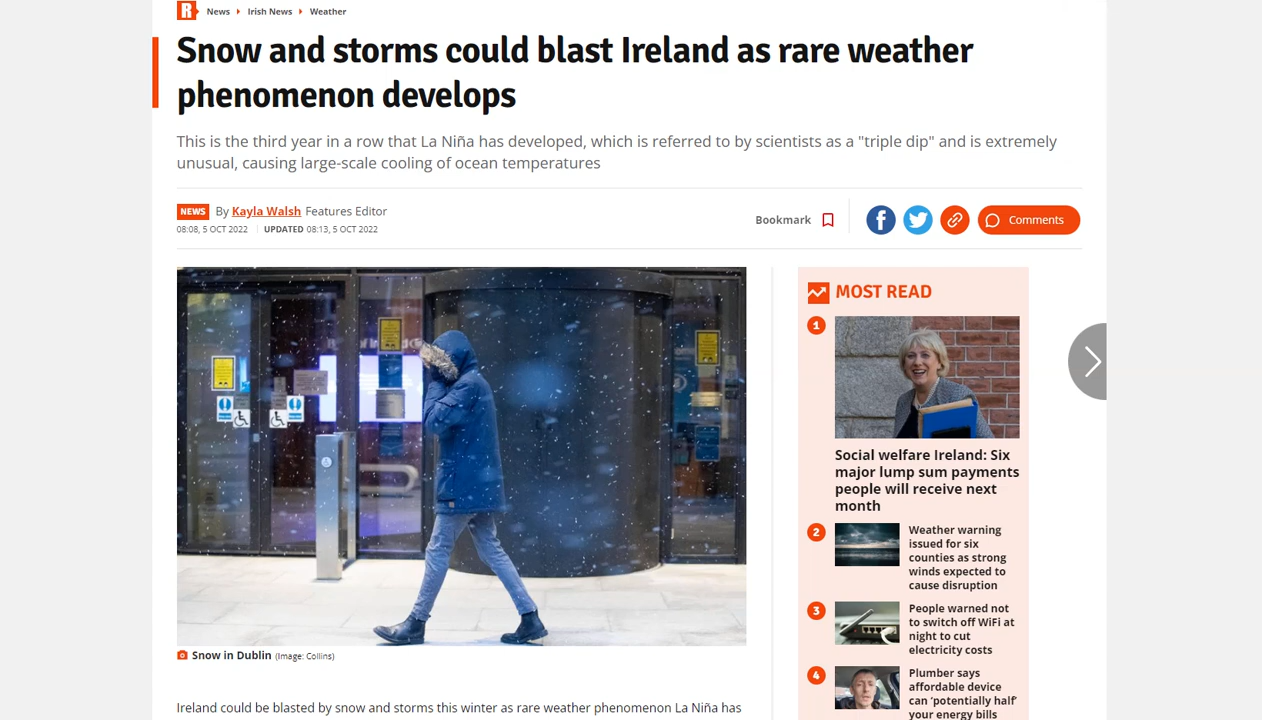 R News Irish News Weather
Snow and storms could blast Ireland as rare weather
phenomenon develops
This is the third year in a row that La Niña has developed, which is referred to by scientists as a "triple dip" and is extremely
unusual, causing large-scale cooling of ocean temperatures
NEWS By Kayla Walsh Features Editor
08:08, 5 OCT 2022 UPDATED 08:13, 5 OCT 2022
Bookmark
Comments
Snow in Dublin (Image: Collins)
Ireland could be blasted by snow and storms this winter as rare weather phenomenon La Niña has
MOST READ
1
Social welfare Ireland: Six
major lump sum payments
people will receive next
month
2
Weather warning
issued for six
counties as strong
winds expected to
cause disruption
3
People warned not
to switch off WiFi at
night to cut
electricity costs
4
Plumber says
affordable device
can ‘potentially half’
your energy bills